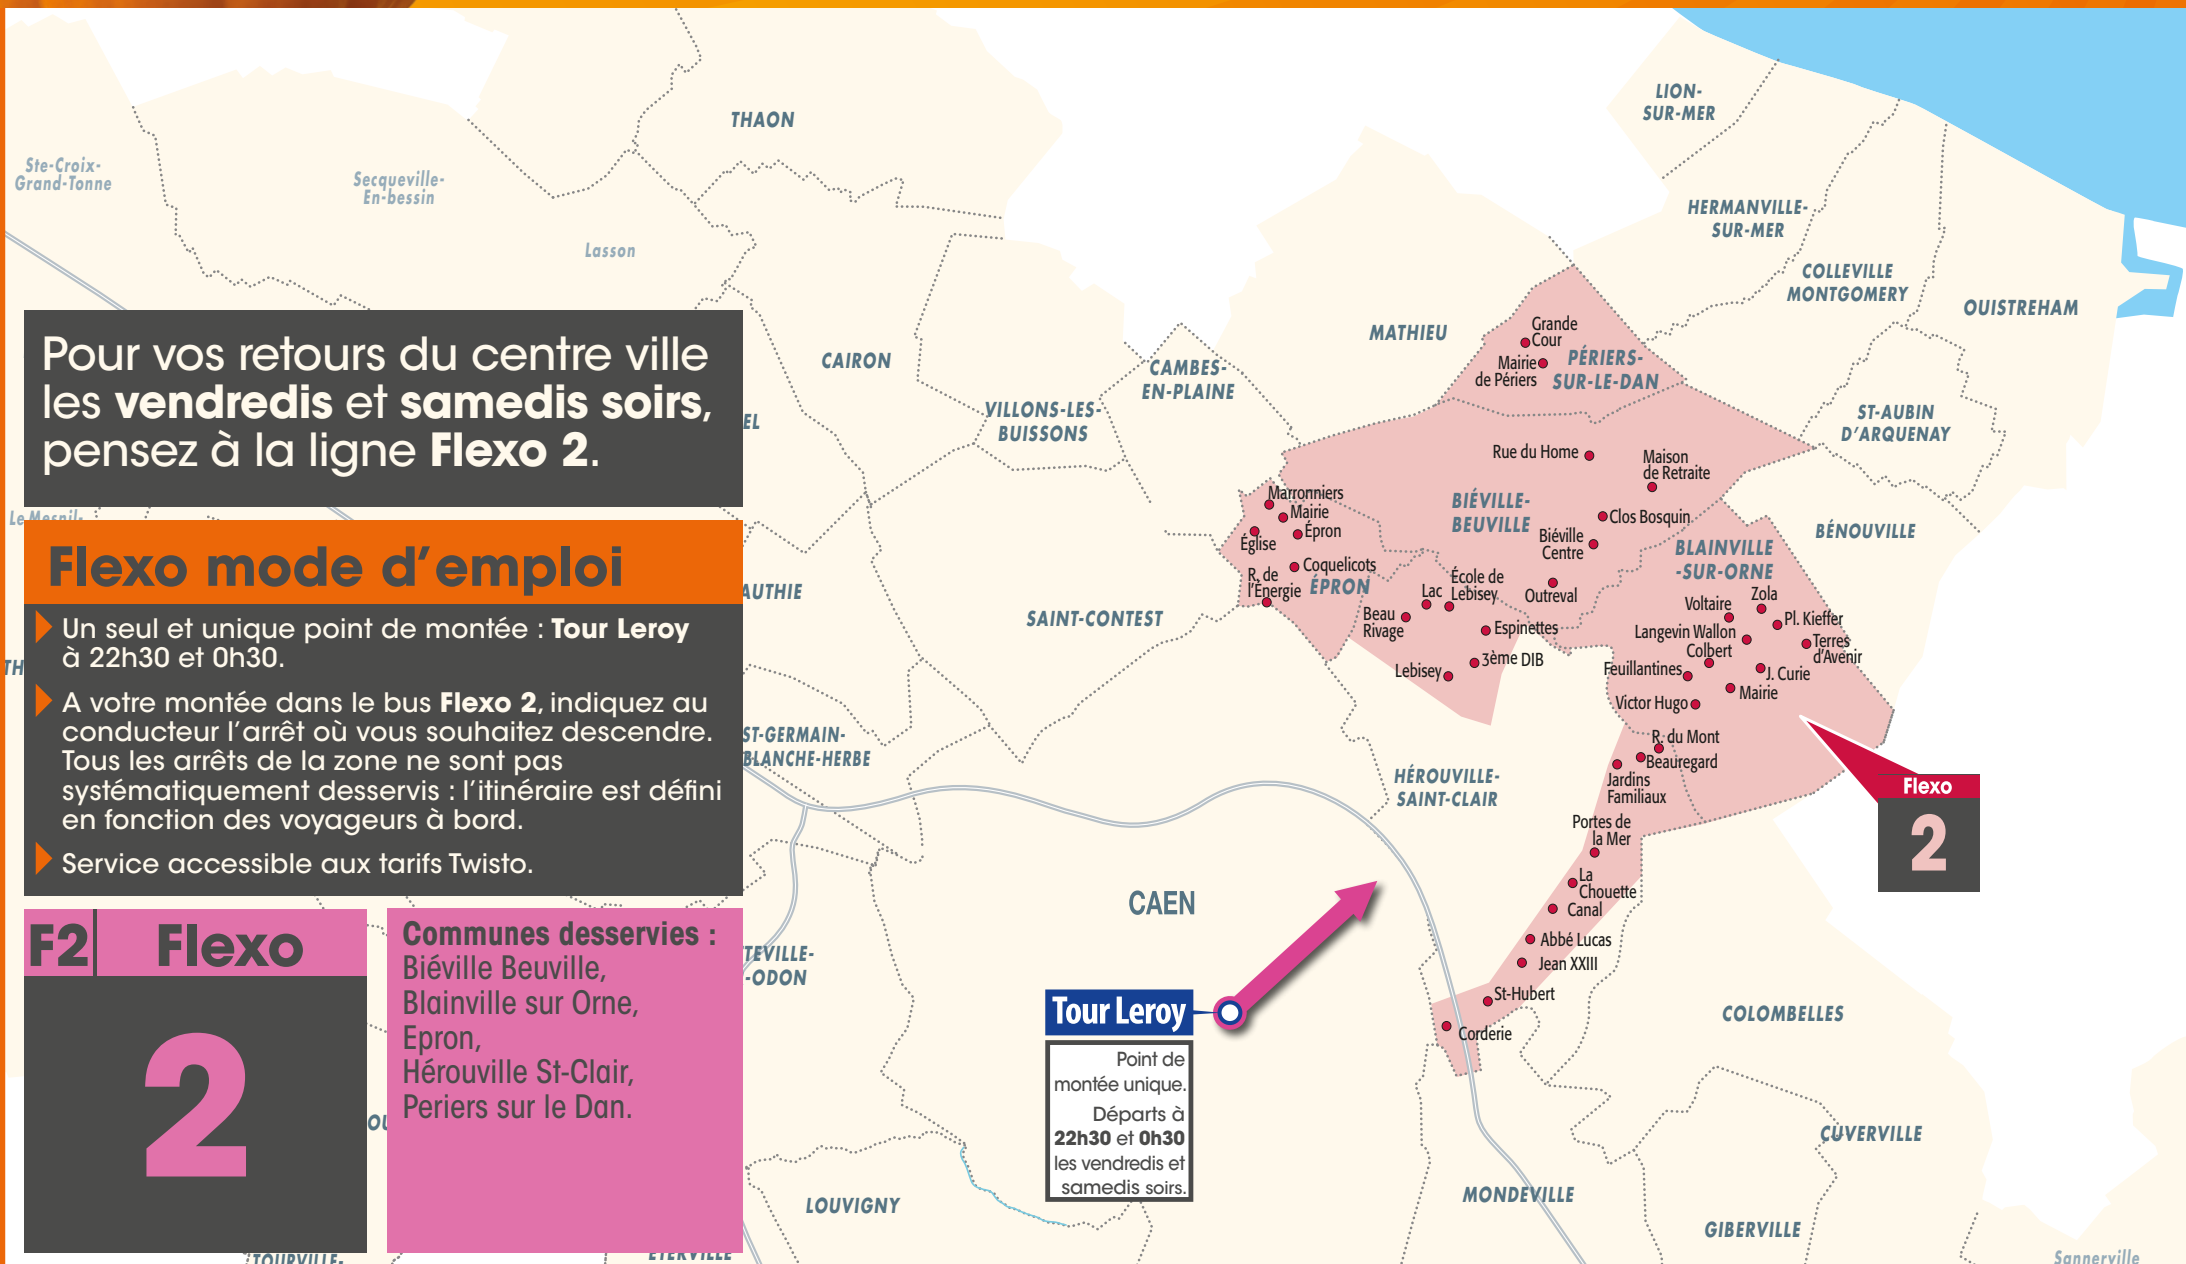 Pour vos retours du centre ville
les vendredis et samedis soirs,
pensez à la ligne Flexo 2.
Flexo mode d'emploi
Un seul et unique point de montée : Tour Leroy
à 22h30 et 0h30.
A votre montée dans le bus Flexo 2, indiquez au
conducteur l'arrêt où vous souhaitez descendre.
Tous les arrêts de la zone ne sont pas
systématiquement desservis : l'itinéraire est défini
en fonction des voyageurs à bord.
Service accessible aux tarifs Twisto.
F2 Flexo
2
Communes desservies :
Biéville Beuville,
Blainville sur Orne,
Epron,
Hérouville St-Clair,
Periers sur le Dan.
Ste-Croix-
Grand-Tonne
Secqueville-
En-bessin
Lasson
THAON
CAIRON
VILLONS-LES-
BUISSONS
CAMBES-
EN-PLAINE
MATHIEU
LION-
SUR-MER
HERMANVILLE-
SUR-MER
COLLEVILLE
MONTGOMERY
OUISTREHAM
ST-AUBIN
D'ARQUENAY
BÉNOUVILLE
PÉRIERS-
SUR-LE-DAN
Grande
Cour
Mairie
de Périers
BIÉVILLE-
BEUVILLE
Rue du Home
Maison
de Retraite
Clos Bosquin
Biéville
Centre
Outreval
Marronniers
Mairie
Épron
Église
Coquelicots
R. de
l'Énergie
ÉPRON
Lac
École de
Lebisey
Beau
Rivage
Espinettes
3ème DIB
Lebisey
BLAINVILLE
-SUR-ORNE
Zola
Voltaire
Pl. Kieffer
Langevin Wallon
Terres
d'Avenir
Colbert
J. Curie
Feuillantines
Mairie
Victor Hugo
R. du Mont
Beauregard
Jardins
Familiaux
Portes de
la Mer
La
Chouette
Canal
Abbé Lucas
Jean XXIII
St-Hubert
Corderie
Flexo
2
Le Mesnil-
EL
AUTHIE
TH
SAINT-CONTEST
ST-GERMAIN-
BLANCHE-HERBE
HÉROUVILLE-
SAINT-CLAIR
CAEN
TEVILLE-
-ODON
Tour Leroy
Point de
montée unique.
Départs à
22h30 et 0h30
les vendredis et
samedis soirs.
COLOMBELLES
CUVERVILLE
MONDEVILLE
GIBERVILLE
Sannerville
LOUVIGNY
OU
TOURVILLE-
ETERVILLE